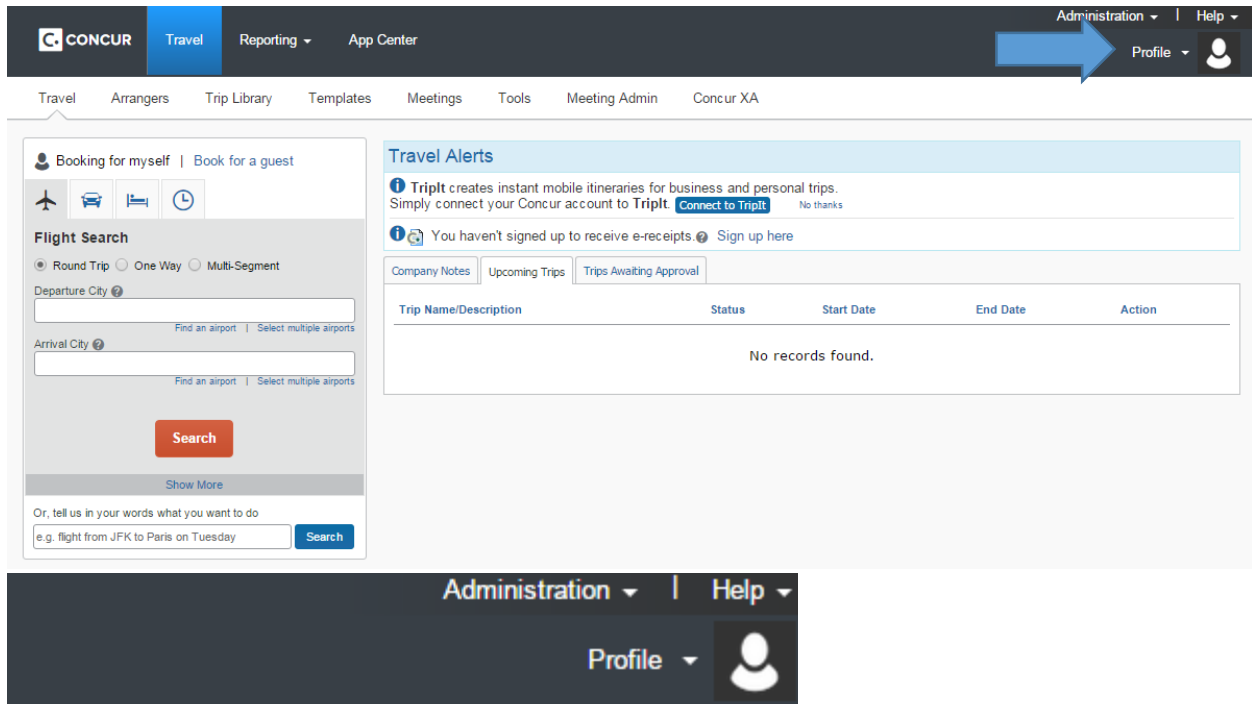 Administration | Help
C. CONCUR Travel Reporting App Center
Profile
Travel Arrangers Trip Library Templates Meetings Tools Meeting Admin Concur XA
Booking for myself | Book for a guest
Flight Search
Round Trip One Way Multi-Segment
Departure City ?
Find an airport | Select multiple airports
Arrival City ?
Find an airport | Select multiple airports
Search
Show More
Or, tell us in your words what you want to do
e.g. flight from JFK to Paris on Tuesday Search
Travel Alerts
TripIt creates instant mobile itineraries for business and personal trips.
Simply connect your Concur account to TripIt. Connect to TripIt No thanks
You haven't signed up to receive e-receipts. ? Sign up here
Company Notes Upcoming Trips Trips Awaiting Approval
Trip Name/Description Status Start Date End Date Action
No records found.
Administration | Help
Profile